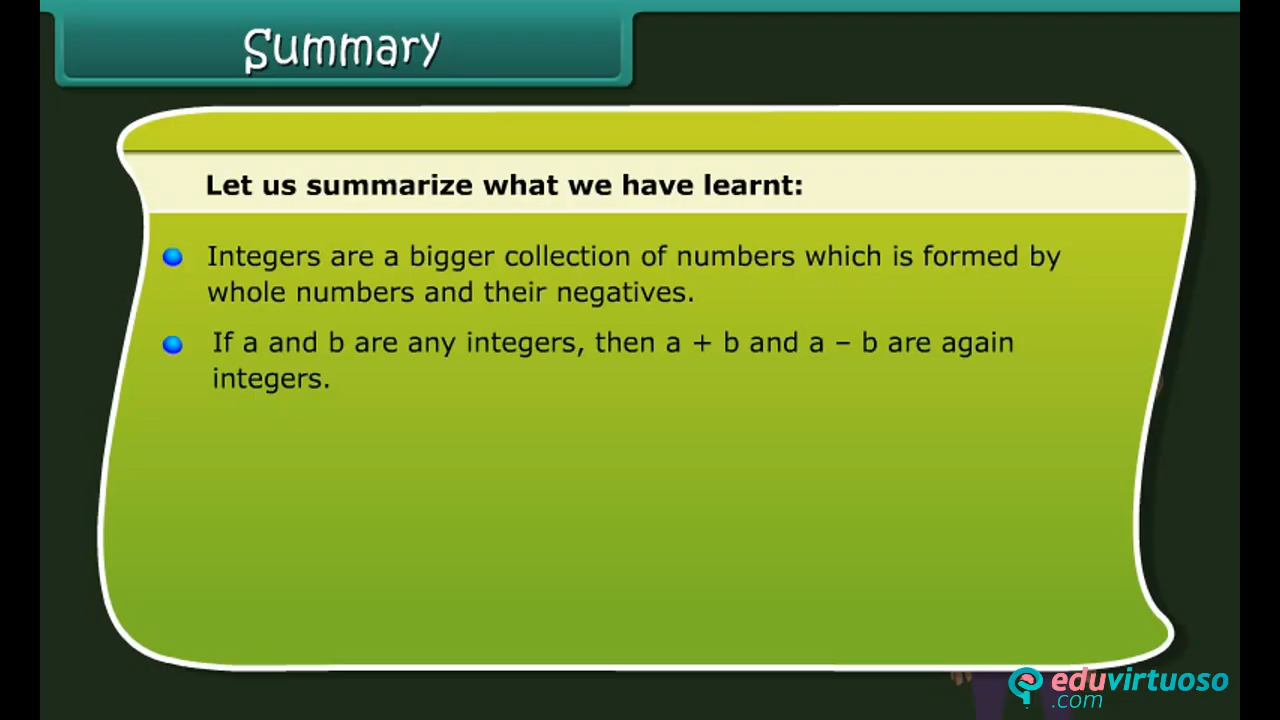 Summary
Let us summarize what we have learnt:
Integers are a bigger collection of numbers which is formed by
whole numbers and their negatives.
If a and b are any integers, then a + b and a – b are again
integers.
eduvirtuoso
.com